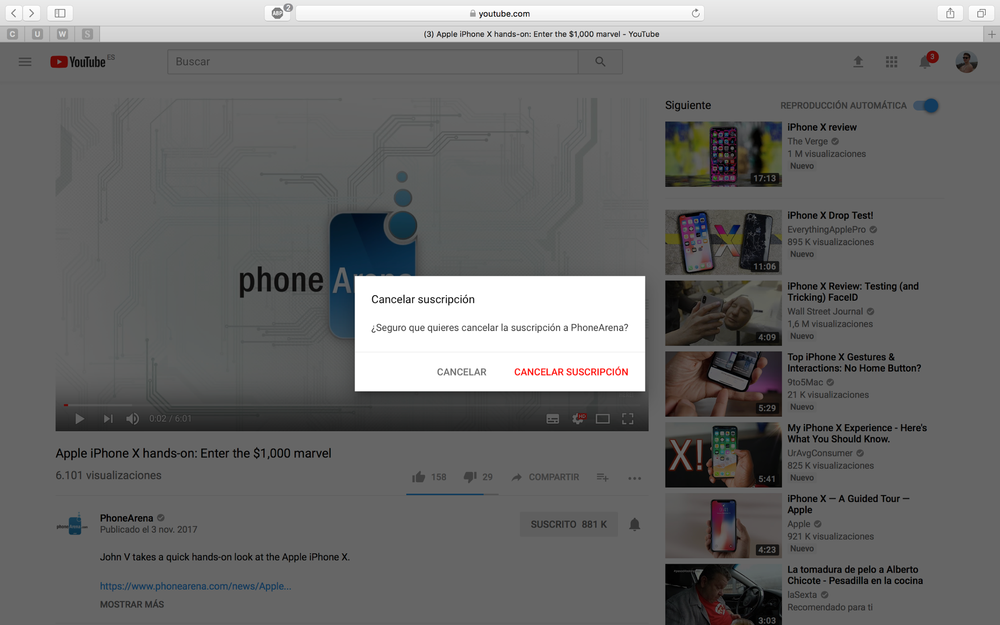 ABP
2
youtube.com
C
U
W
S
(3) Apple iPhone X hands-on: Enter the $1,000 marvel - YouTube
YouTube ES
Buscar
3
phone
Cancelar suscripción
¿Seguro que quieres cancelar la suscripción a PhoneArena?
CANCELAR
CANCELAR SUSCRIPCIÓN
0:02 / 6:01
HD
Apple iPhone X hands-on: Enter the $1,000 marvel
6.101 visualizaciones
158
29
COMPARTIR
phoneArena.com
PhoneArena
Publicado el 3 nov. 2017
SUSCRITO 881 K
John V takes a quick hands-on look at the Apple iPhone X.
https://www.phonearena.com/news/Apple...
MOSTRAR MÁS
Siguiente
REPRODUCCIÓN AUTOMÁTICA
17:13
iPhone X review
The Verge
1 M visualizaciones
Nuevo
X
11:06
iPhone X Drop Test!
EverythingApplePro
895 K visualizaciones
Nuevo
4:09
iPhone X Review: Testing (and
Tricking) FaceID
Wall Street Journal
1,6 M visualizaciones
Nuevo
5:29
Top iPhone X Gestures &
Interactions: No Home Button?
9to5Mac
21 K visualizaciones
Nuevo
X!
5:41
My iPhone X Experience - Here's
What You Should Know.
UrAvgConsumer
825 K visualizaciones
Nuevo
9:41
4:23
iPhone X — A Guided Tour —
Apple
Apple
921 K visualizaciones
Nuevo
3:03
La tomadura de pelo a Alberto
Chicote - Pesadilla en la cocina
laSexta
Recomendado para ti